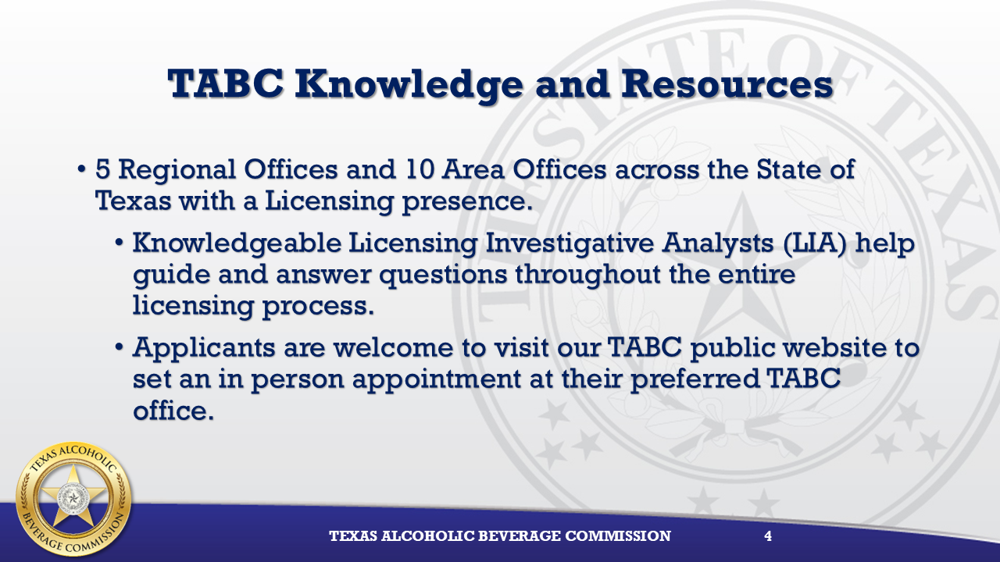 THE STATE OF TEXAS
TABC Knowledge and Resources
• 5 Regional Offices and 10 Area Offices across the State of
Texas with a Licensing presence.
• Knowledgeable Licensing Investigative Analysts (LIA) help
guide and answer questions throughout the entire
licensing process.
• Applicants are welcome to visit our TABC public website to
set an in person appointment at their preferred TABC
office.
TEXAS ALCOHOLIC
BEVERAGE COMMISSION
TEXAS ALCOHOLIC BEVERAGE COMMISSION 4